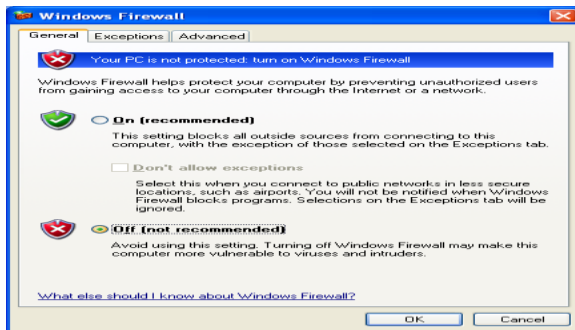 Windows Firewall
General Exceptions Advanced
Your PC is not protected: turn on Windows Firewall
Windows Firewall helps protect your computer by preventing unauthorized users
from gaining access to your computer through the Internet or a network.
On (recommended)
This setting blocks all outside sources from connecting to this
computer, with the exception of those selected on the Exceptions tab.
Don't allow exceptions
Select this when you connect to public networks in less secure
locations, such as airports. You will not be notified when Windows
Firewall blocks programs. Selections on the Exceptions tab will be
ignored.
Off (not recommended)
Avoid using this setting. Turning off Windows Firewall may make this
computer more vulnerable to viruses and intruders.
What else should I know about Windows Firewall?
OK Cancel